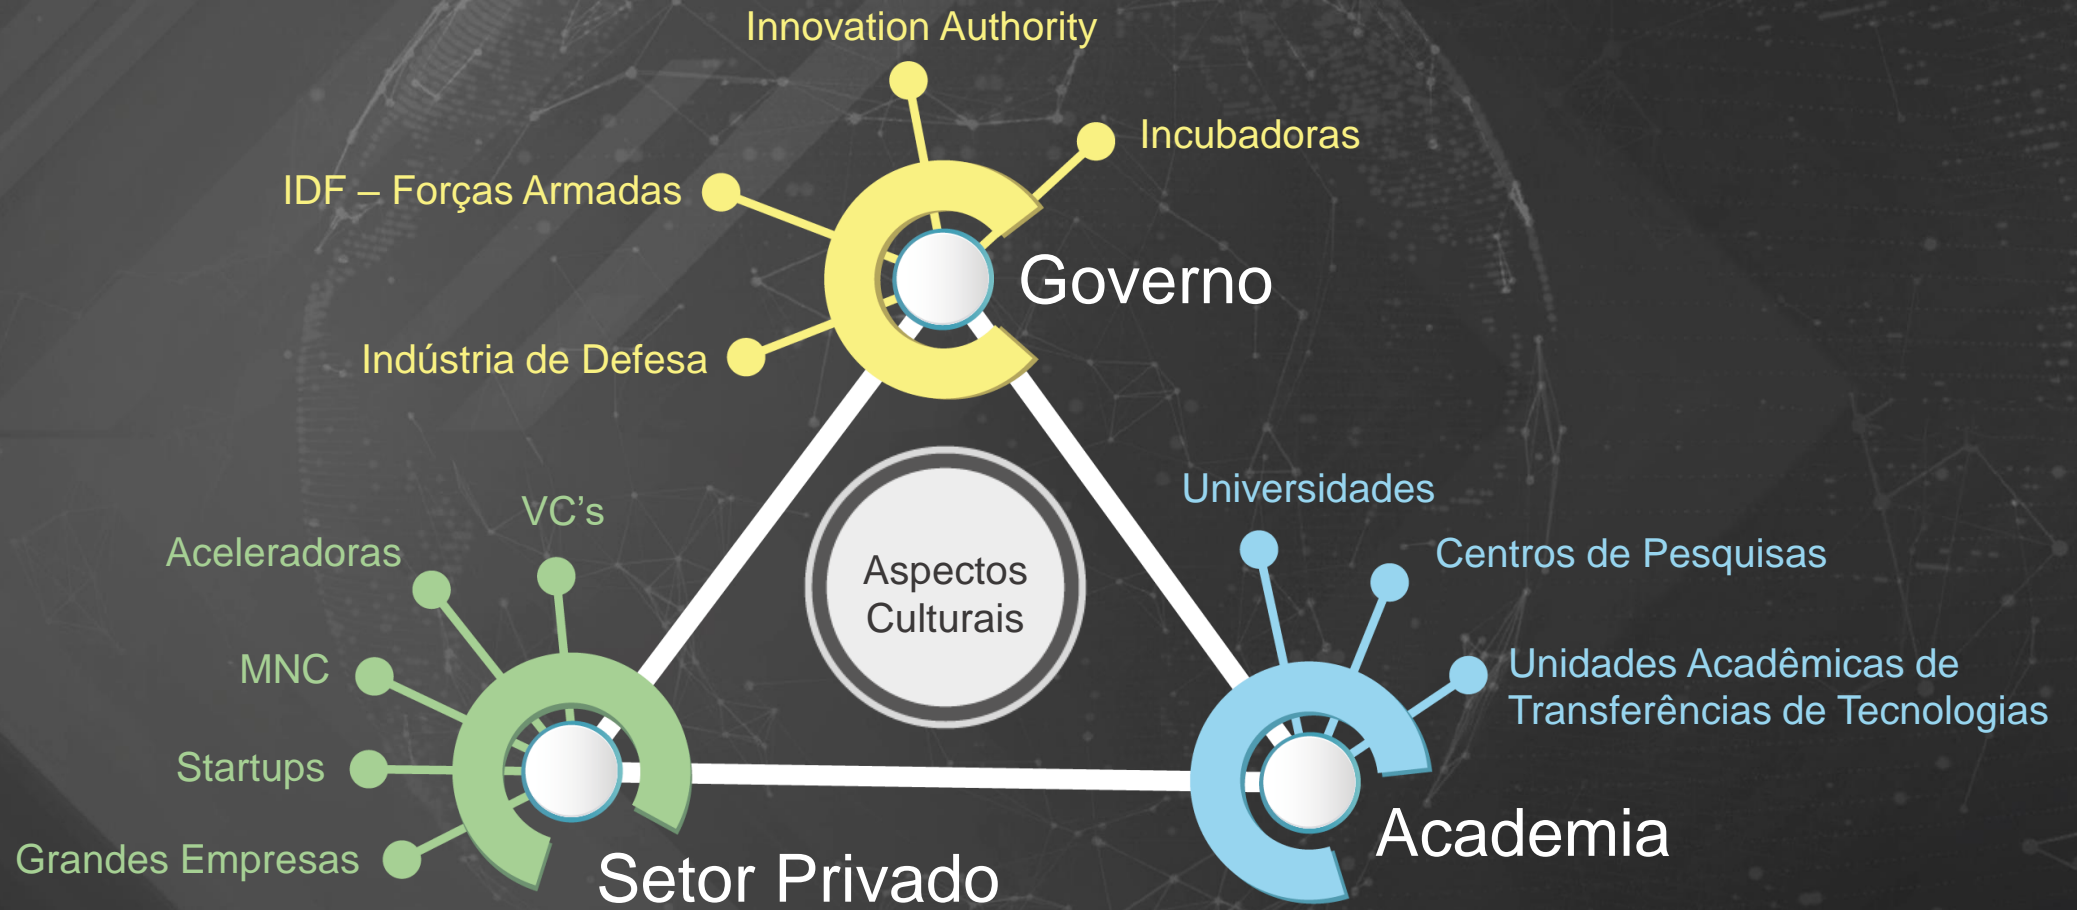 Innovation Authority
Incubadoras
IDF – Forças Armadas
Governo
Indústria de Defesa
Universidades
VC’s
Aceleradoras
Centros de Pesquisas
Aspectos
Culturais
MNC
Unidades Acadêmicas de
Transferências de Tecnologias
Startups
Academia
Grandes Empresas
Setor Privado